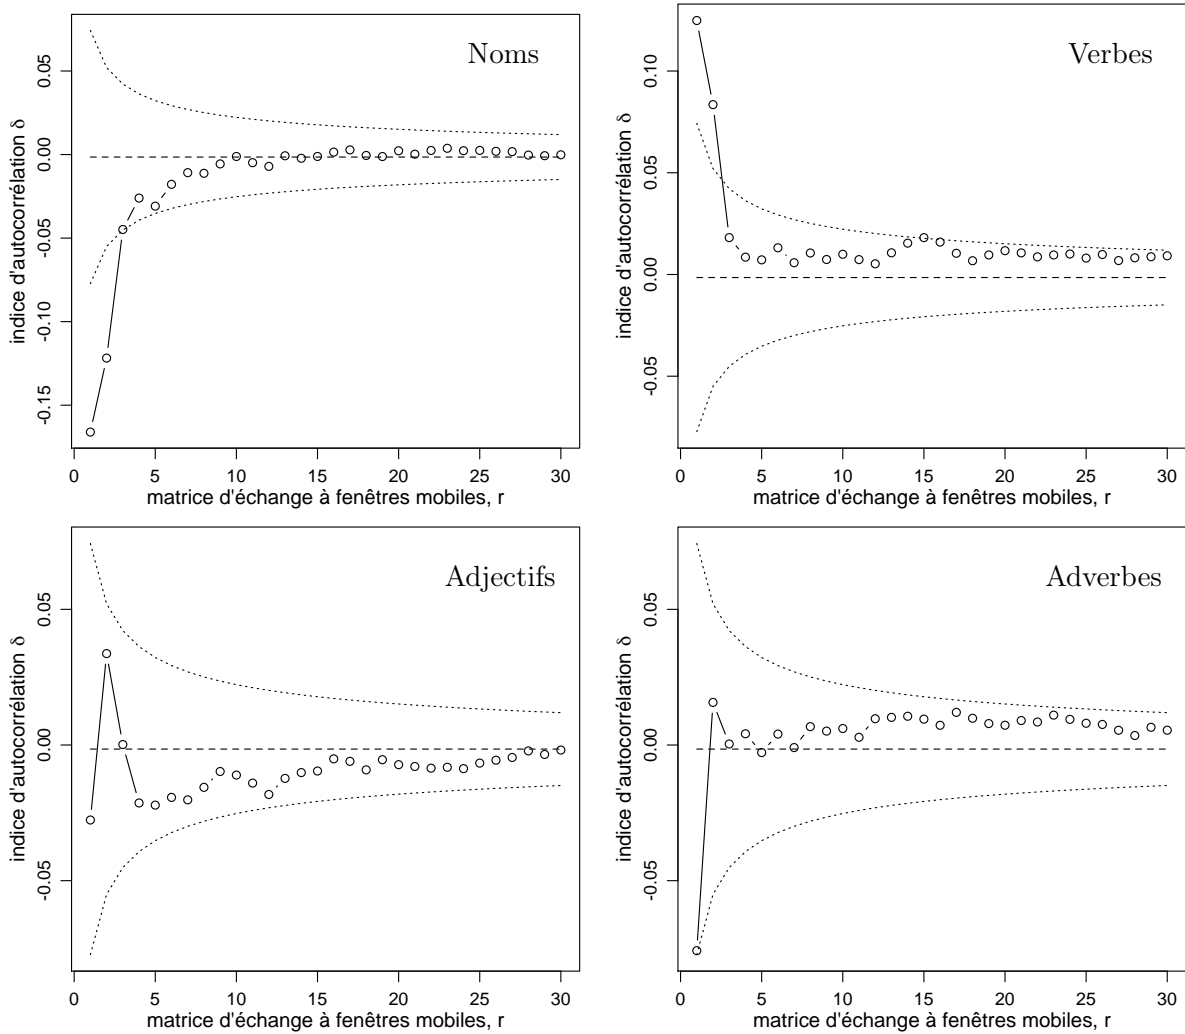 Noms
0.05
0.00
-0.05
-0.10
-0.15
indice d'autocorrélation δ
0 5 10 15 20 25 30
matrice d'échange à fenêtres mobiles, r
Verbes
0.10
0.05
0.00
-0.05
indice d'autocorrélation δ
0 5 10 15 20 25 30
matrice d'échange à fenêtres mobiles, r
Adjectifs
0.05
0.00
-0.05
indice d'autocorrélation δ
0 5 10 15 20 25 30
matrice d'échange à fenêtres mobiles, r
Adverbes
0.05
0.00
-0.05
indice d'autocorrélation δ
0 5 10 15 20 25 30
matrice d'échange à fenêtres mobiles, r